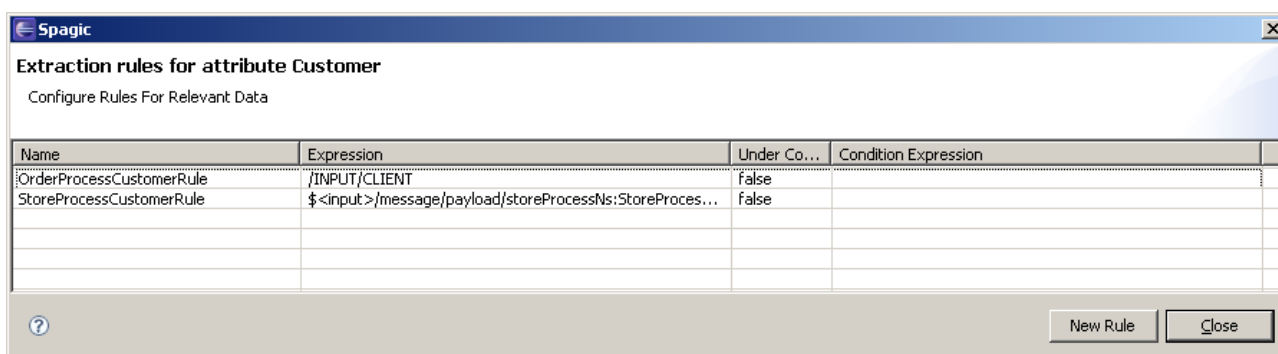 Spagic
Extraction rules for attribute Customer
Configure Rules For Relevant Data
Name Expression Under Co... Condition Expression
OrderProcessCustomerRule /INPUT/CLIENT false
StoreProcessCustomerRule $<input>/message/payload/storeProcessNs:StoreProces... false
? New Rule Close